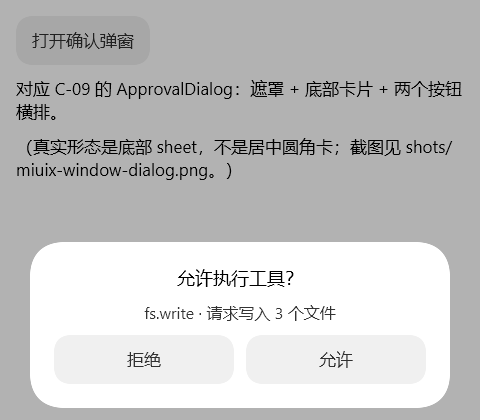 打开确认弹窗
对应 C-09 的 ApprovalDialog：遮罩 + 底部卡片 + 两个按钮
横排。
（真实形态是底部 sheet，不是居中圆角卡；截图见 shots/
miuix-window-dialog.png。）
允许执行工具？
fs.write · 请求写入 3 个文件
拒绝
允许